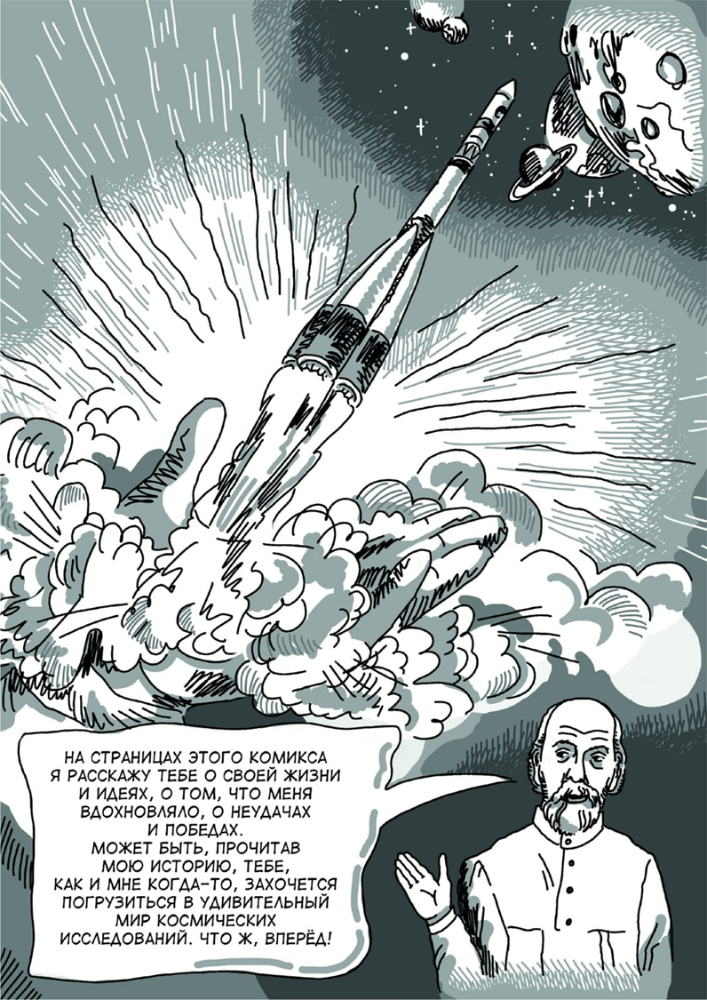 НА СТРАНИЦАХ ЭТОГО КОМИКСА
Я РАССКАЖУ ТЕБЕ О СВОЕЙ ЖИЗНИ
И ИДЕЯХ, О ТОМ, ЧТО МЕНЯ
ВДОХНОВЛЯЛО, О НЕУДАЧАХ
И ПОБЕДАХ.
МОЖЕТ БЫТЬ, ПРОЧИТАВ
МОЮ ИСТОРИЮ, ТЕБЕ,
КАК И МНЕ КОГДА-ТО, ЗАХОЧЕТСЯ
ПОГРУЗИТЬСЯ В УДИВИТЕЛЬНЫЙ
МИР КОСМИЧЕСКИХ
ИССЛЕДОВАНИЙ. ЧТО Ж, ВПЕРЁД!